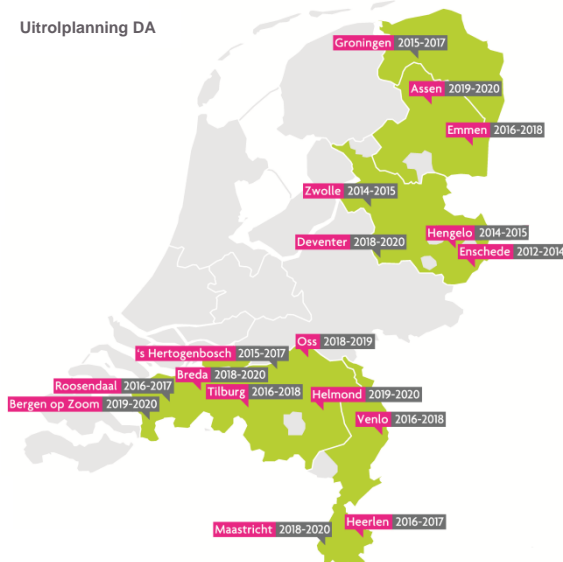 Uitrolplanning DA
Groningen 2015-2017
Assen 2019-2020
Emmen 2016-2018
Zwolle 2014-2015
Hengelo 2014-2015
Deventer 2018-2020
Enschede 2012-2014
Oss 2018-2019
's Hertogenbosch 2015-2017
Breda 2018-2020
Roosendaal 2016-2017
Tilburg 2016-2018
Helmond 2019-2020
Bergen op Zoom 2019-2020
Venlo 2016-2018
Heerlen 2016-2017
Maastricht 2018-2020